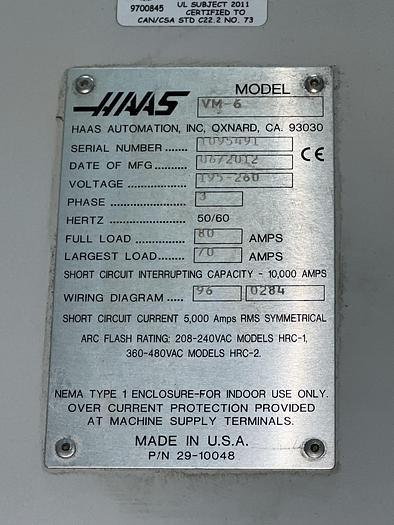 9700845
UL SUBJECT 2011
CERTIFIED TO
CAN/CSA STD C22.2 NO. 73
HAAS
MODEL
VM-6
HAAS AUTOMATION, INC, OXNARD, CA. 93030
SERIAL NUMBER ....... 1095491
DATE OF MFG ........... 06/2012
CE
VOLTAGE .................. 195-260
PHASE ...................... 3
HERTZ ...................... 50/60
FULL LOAD ............... 80 AMPS
LARGEST LOAD ......... 70 AMPS
SHORT CIRCUIT INTERRUPTING CAPACITY - 10,000 AMPS
WIRING DIAGRAM ..... 96 0284
SHORT CIRCUIT CURRENT 5,000 Amps RMS SYMMETRICAL
ARC FLASH RATING: 208-240VAC MODELS HRC-1,
360-480VAC MODELS HRC-2.
NEMA TYPE 1 ENCLOSURE-FOR INDOOR USE ONLY.
OVER CURRENT PROTECTION PROVIDED
AT MACHINE SUPPLY TERMINALS.
MADE IN U.S.A.
P/N 29-10048